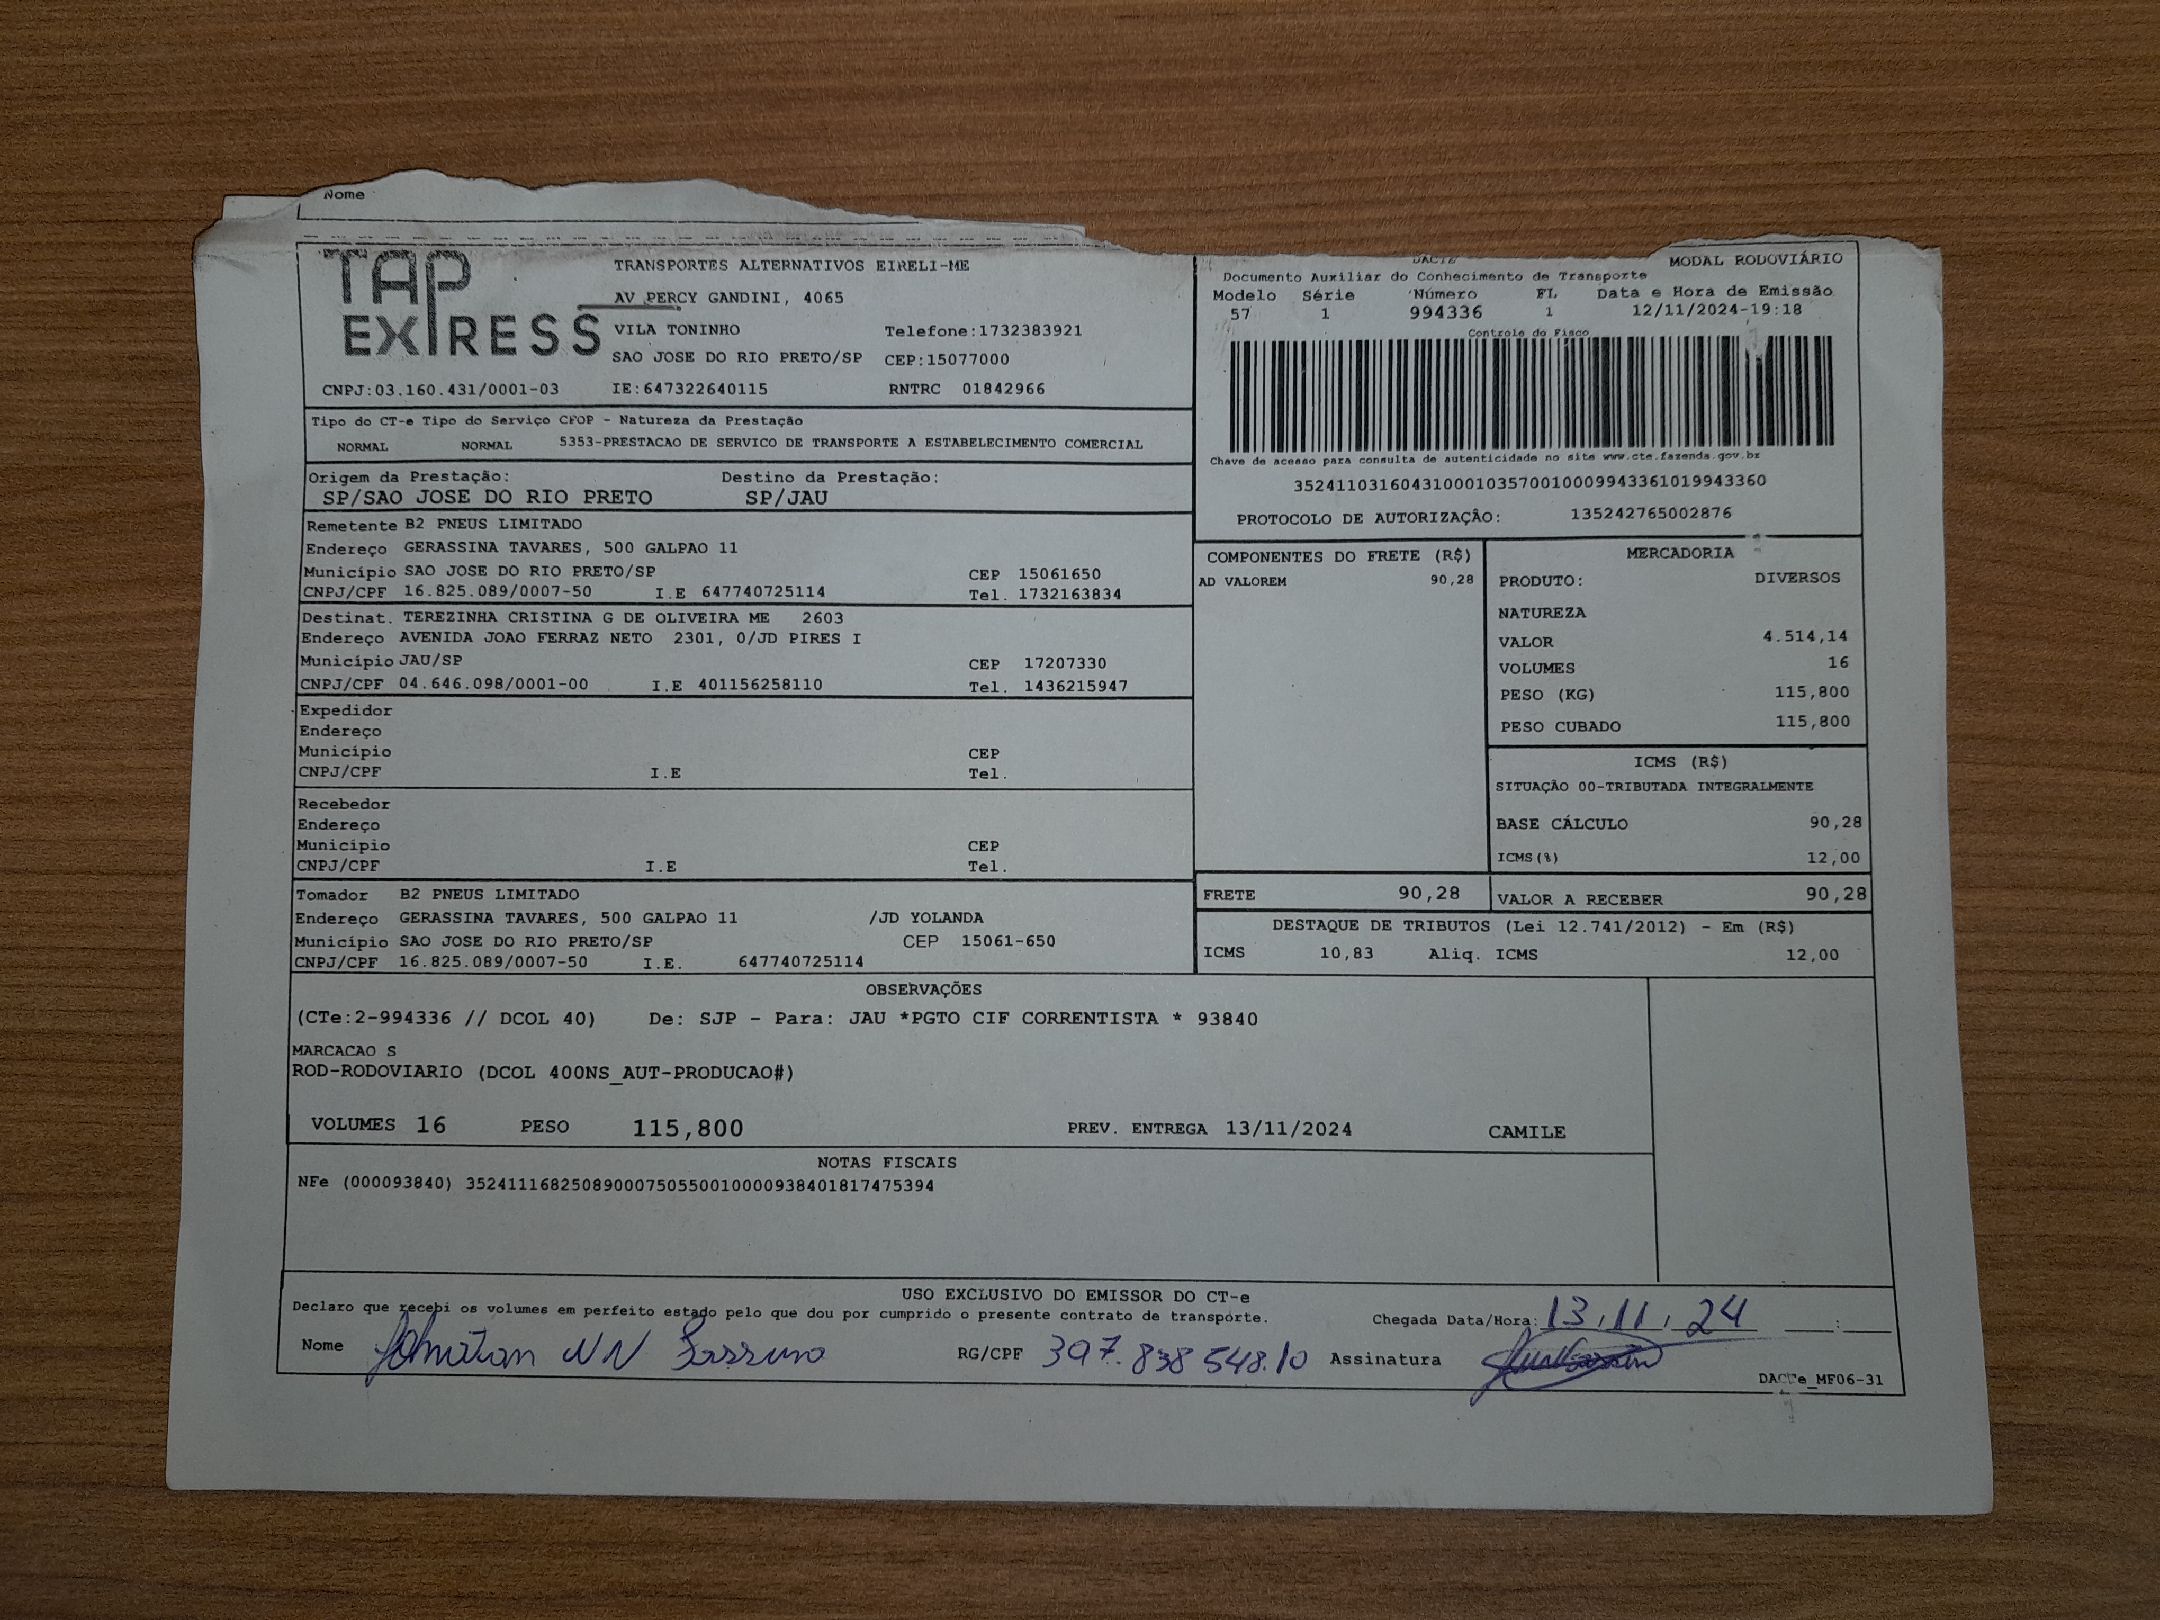 Nome
TAP
EXPRESS
TRANSPORTES ALTERNATIVOS EIRELI-ME
AV PERCY GANDINI, 4065
VILA TONINHO Telefone:1732383921
SAO JOSE DO RIO PRETO/SP CEP:15077000
CNPJ:03.160.431/0001-03 IE:647322640115 RNTRC 01842966
DACTE MODAL RODOVIÁRIO
Documento Auxiliar do Conhecimento de Transporte
Modelo Série Número FL Data e Hora de Emissão
57 1 994336 1 12/11/2024-19:18
Controle do Fisco
Chave de acesso para consulta de autenticidade no site www.cte.fazenda.gov.br
35241103160431000103570010009943361019943360
PROTOCOLO DE AUTORIZAÇÃO: 135242765002876
Tipo do CT-e Tipo do Serviço CFOP - Natureza da Prestação
NORMAL NORMAL 5353-PRESTACAO DE SERVICO DE TRANSPORTE A ESTABELECIMENTO COMERCIAL
Origem da Prestação: Destino da Prestação:
SP/SAO JOSE DO RIO PRETO SP/JAU
Remetente B2 PNEUS LIMITADO
Endereço GERASSINA TAVARES, 500 GALPAO 11
Município SAO JOSE DO RIO PRETO/SP CEP 15061650
CNPJ/CPF 16.825.089/0007-50 I.E 647740725114 Tel. 1732163834
Destinat. TEREZINHA CRISTINA G DE OLIVEIRA ME 2603
Endereço AVENIDA JOAO FERRAZ NETO 2301, 0/JD PIRES I
Município JAU/SP CEP 17207330
CNPJ/CPF 04.646.098/0001-00 I.E 401156258110 Tel. 1436215947
Expedidor
Endereço
Município CEP
CNPJ/CPF I.E Tel.
Recebedor
Endereço
Município CEP
CNPJ/CPF I.E Tel.
Tomador B2 PNEUS LIMITADO
Endereço GERASSINA TAVARES, 500 GALPAO 11 /JD YOLANDA
Município SAO JOSE DO RIO PRETO/SP CEP 15061-650
CNPJ/CPF 16.825.089/0007-50 I.E. 647740725114
COMPONENTES DO FRETE (R$)
AD VALOREM 90,28
MERCADORIA
PRODUTO: DIVERSOS
NATUREZA
VALOR 4.514,14
VOLUMES 16
PESO (KG) 115,800
PESO CUBADO 115,800
ICMS (R$)
SITUAÇÃO 00-TRIBUTADA INTEGRALMENTE
BASE CÁLCULO 90,28
ICMS(%) 12,00
FRETE 90,28 VALOR A RECEBER 90,28
DESTAQUE DE TRIBUTOS (Lei 12.741/2012) - Em (R$)
ICMS 10,83 Aliq. ICMS 12,00
OBSERVAÇÕES
(CTe:2-994336 // DCOL 40) De: SJP - Para: JAU *PGTO CIF CORRENTISTA * 93840
MARCACAO S
ROD-RODOVIARIO (DCOL 400NS_AUT-PRODUCAO#)
VOLUMES 16 PESO 115,800 PREV. ENTREGA 13/11/2024 CAMILE
NOTAS FISCAIS
NFe (000093840) 35241116825089000750550010000938401817475394
USO EXCLUSIVO DO EMISSOR DO CT-e
Declaro que recebi os volumes em perfeito estado pelo que dou por cumprido o presente contrato de transporte. Chegada Data/Hora: 13.11.24 :
Nome Johnatan RG/CPF 397.838548.10 Assinatura
DACTe_MF06-31